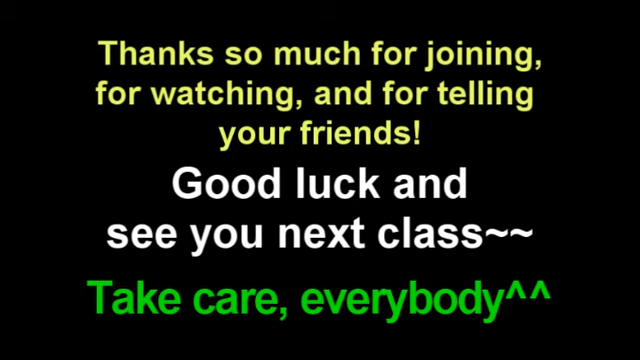 Thanks so much for joining,
for watching, and for telling
your friends!
Good luck and
see you next class~~
Take care, everybody^^